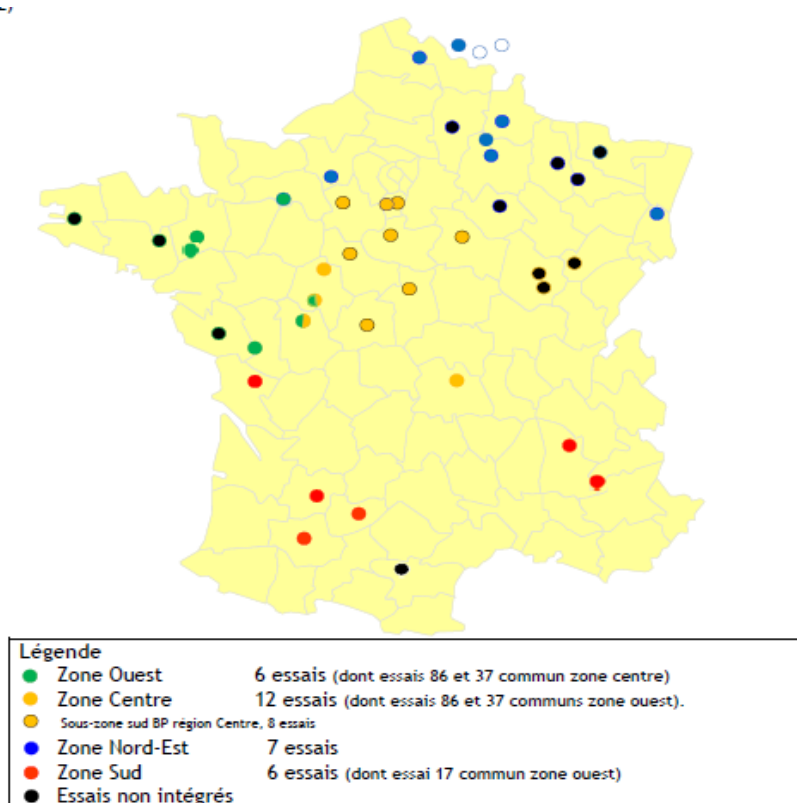 Légende
Zone Ouest 6 essais (dont essais 86 et 37 commun zone centre)
Zone Centre 12 essais (dont essais 86 et 37 communs zone ouest).
Sous-zone sud BP région Centre, 8 essais
Zone Nord-Est 7 essais
Zone Sud 6 essais (dont essai 17 commun zone ouest)
Essais non intégrés